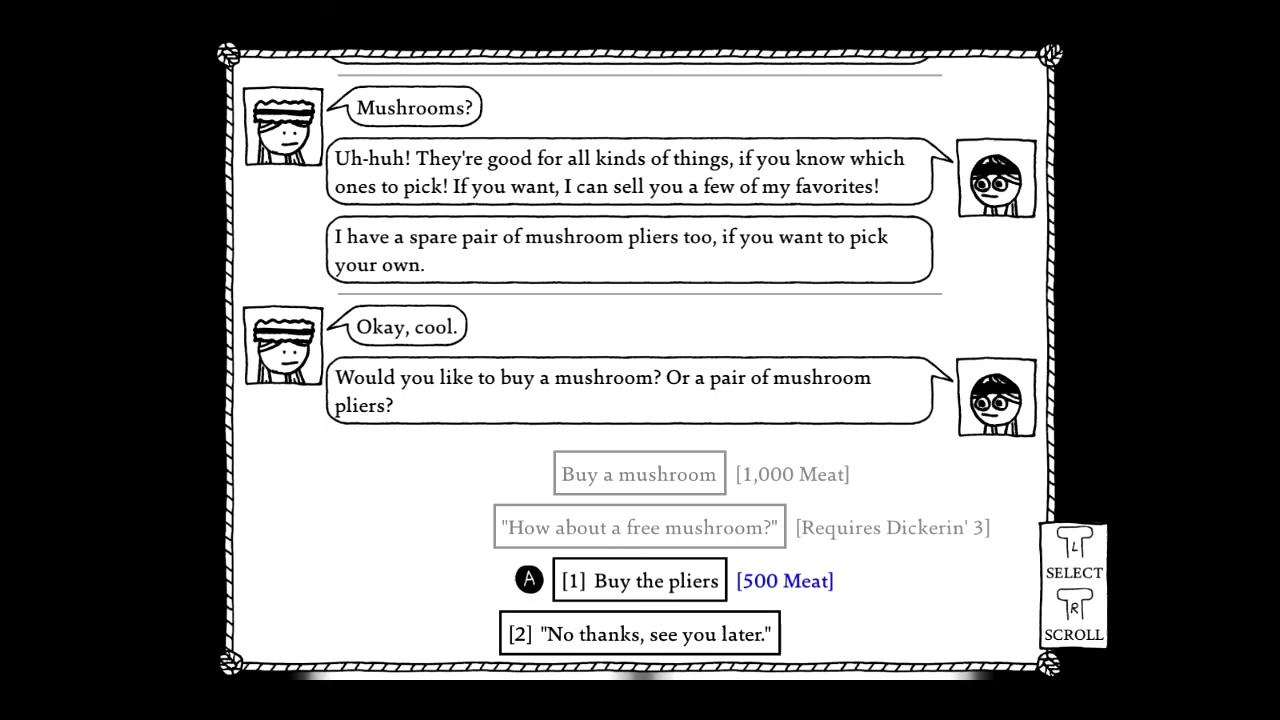 Mushrooms?
Uh-huh! They're good for all kinds of things, if you know which
ones to pick! If you want, I can sell you a few of my favorites!
I have a spare pair of mushroom pliers too, if you want to pick
your own.
Okay, cool.
Would you like to buy a mushroom? Or a pair of mushroom
pliers?
Buy a mushroom [1,000 Meat]
"How about a free mushroom?" [Requires Dickerin' 3]
A [1] Buy the pliers [500 Meat]
[2] "No thanks, see you later."
L
SELECT
R
SCROLL